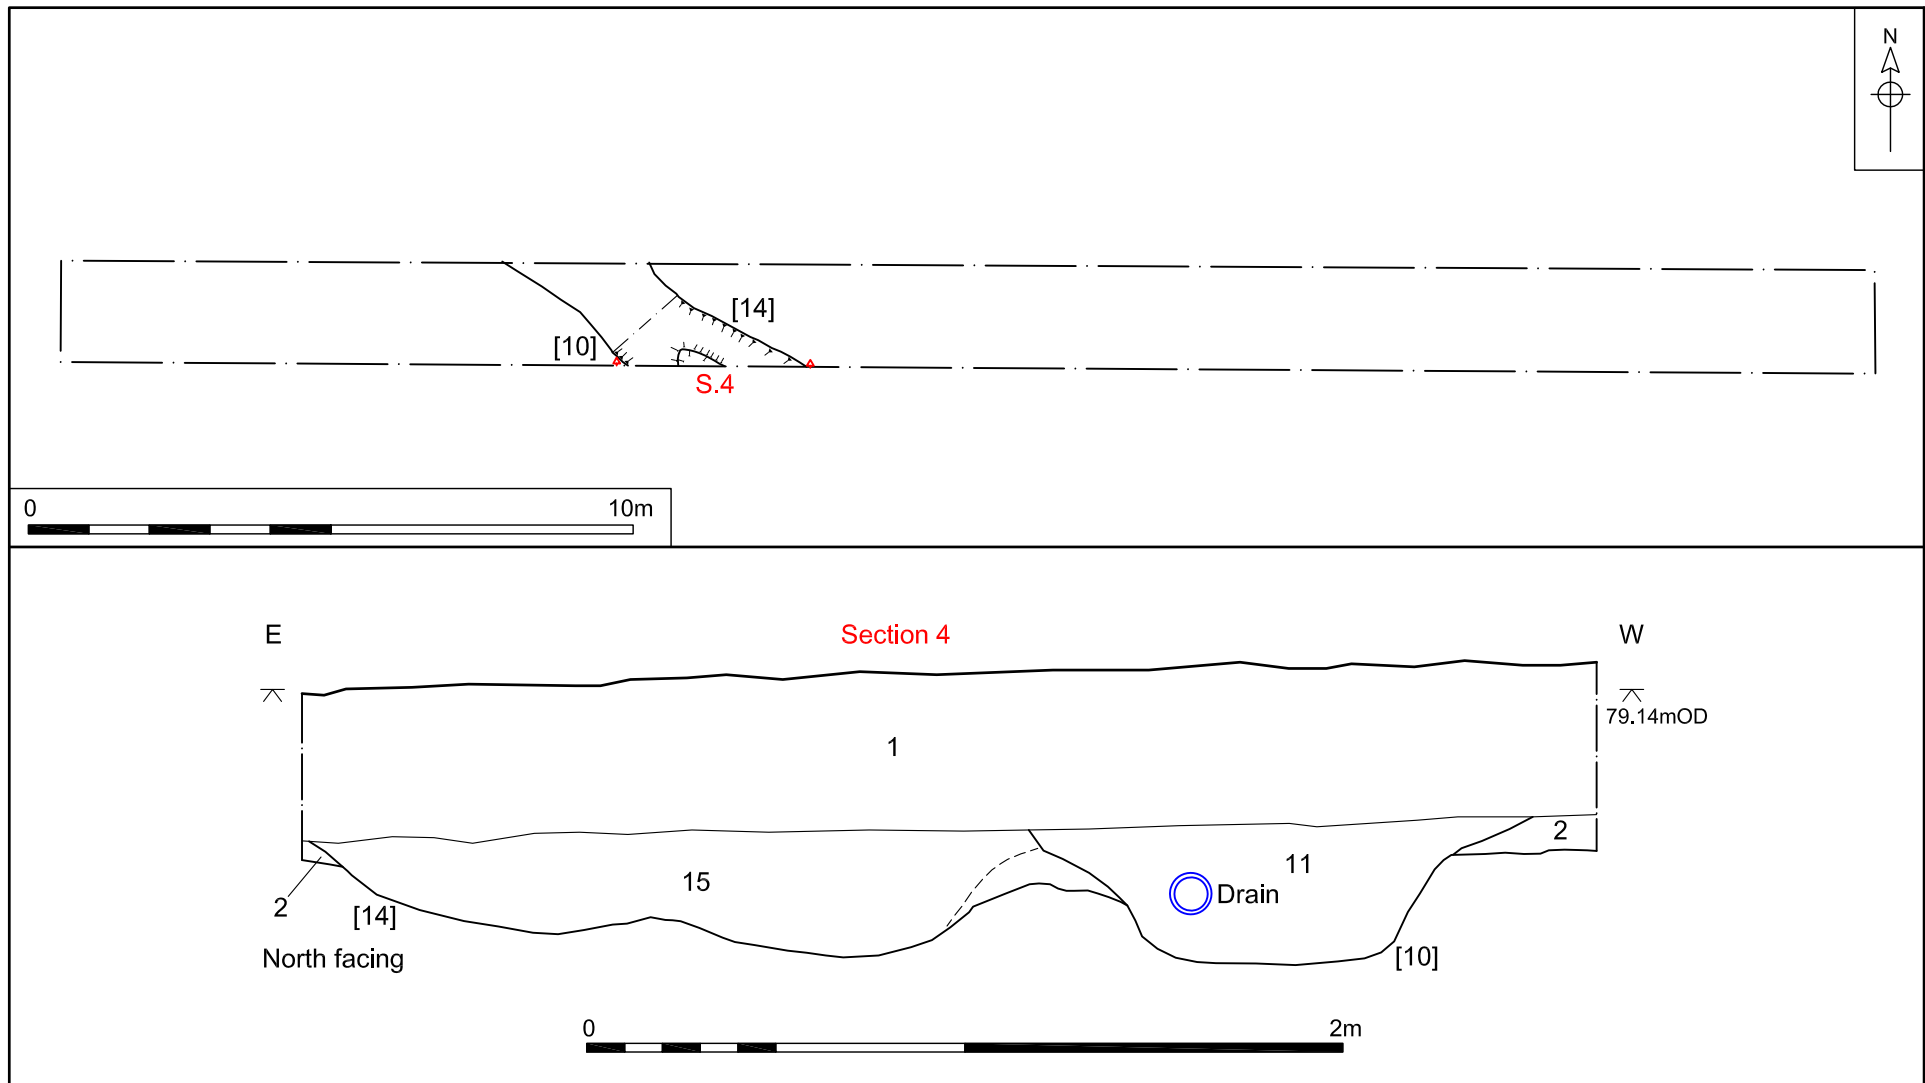 N
[14]
[10]
S.4
0 10m
E Section 4 W
79.14mOD
1
2
11
15
Drain
2
[14]
North facing
[10]
0 2m